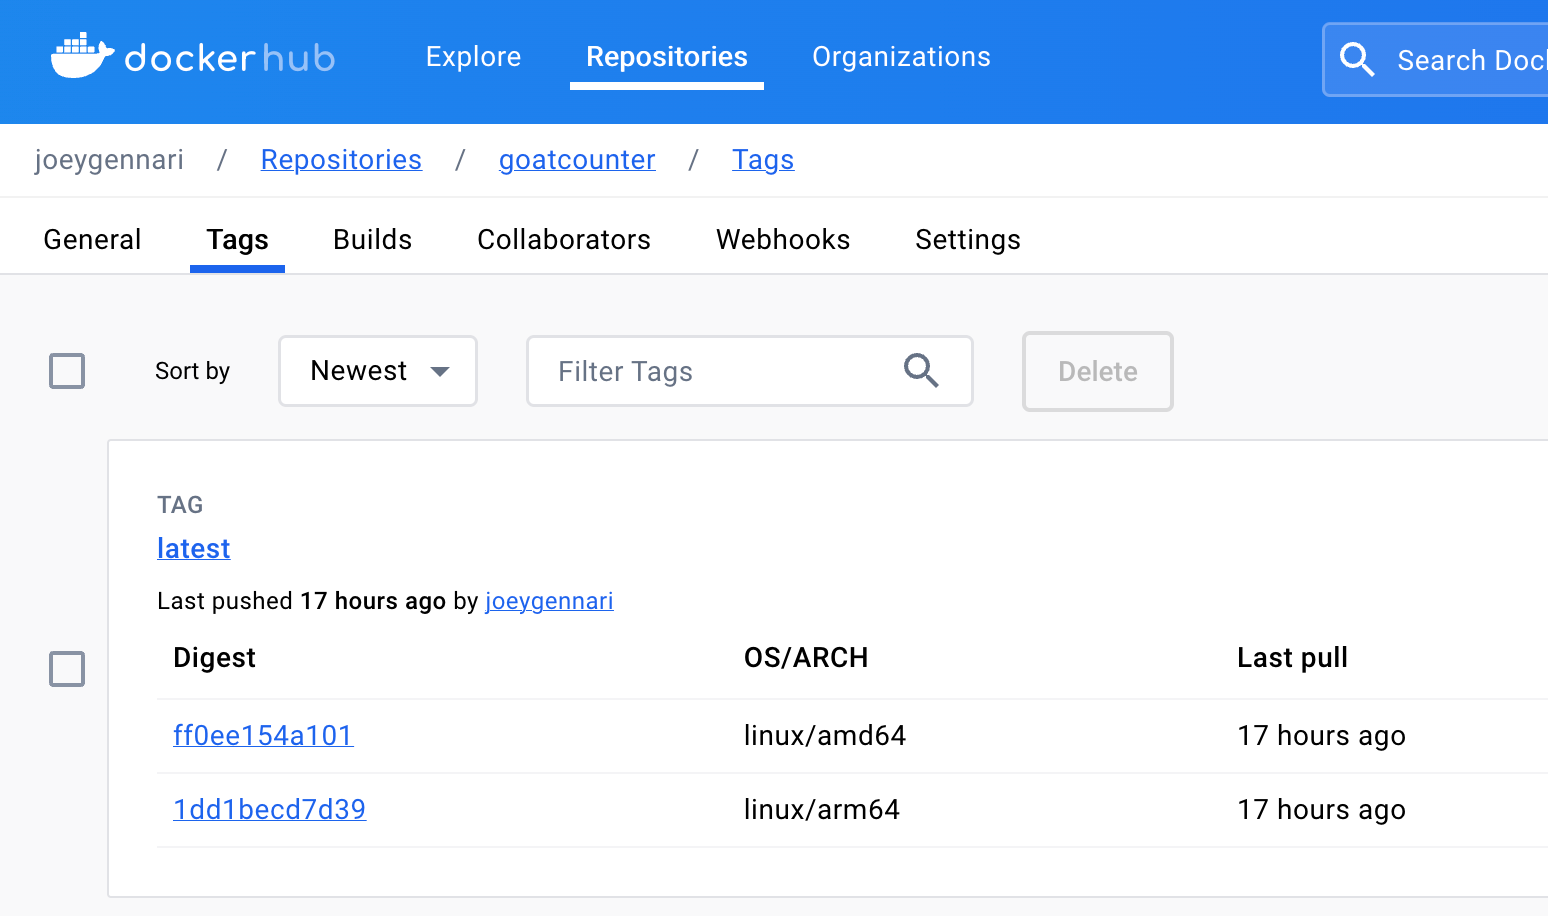 dockerhub Explore Repositories Organizations Search Doc
joeygennari / Repositories / goatcounter / Tags
General Tags Builds Collaborators Webhooks Settings
Sort by Newest Filter Tags Delete
TAG
latest
Last pushed 17 hours ago by joeygennari
Digest OS/ARCH Last pull
ff0ee154a101 linux/amd64 17 hours ago
1dd1becd7d39 linux/arm64 17 hours ago